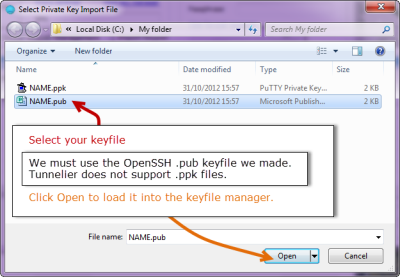 Select Private Key Import File
« Local Disk (C:) ▸ My folder
Search My folder
Organize ▾ New folder
Name Date modified Type Size
NAME.ppk 31/10/2012 15:57 PuTTY Private Key... 2 KB
NAME.pub 31/10/2012 15:57 Microsoft Publish... 2 KB
Select your keyfile
We must use the OpenSSH .pub keyfile we made.
Tunnelier does not support .ppk files.
Click Open to load it into the keyfile manager.
File name: NAME.pub
Open Cancel